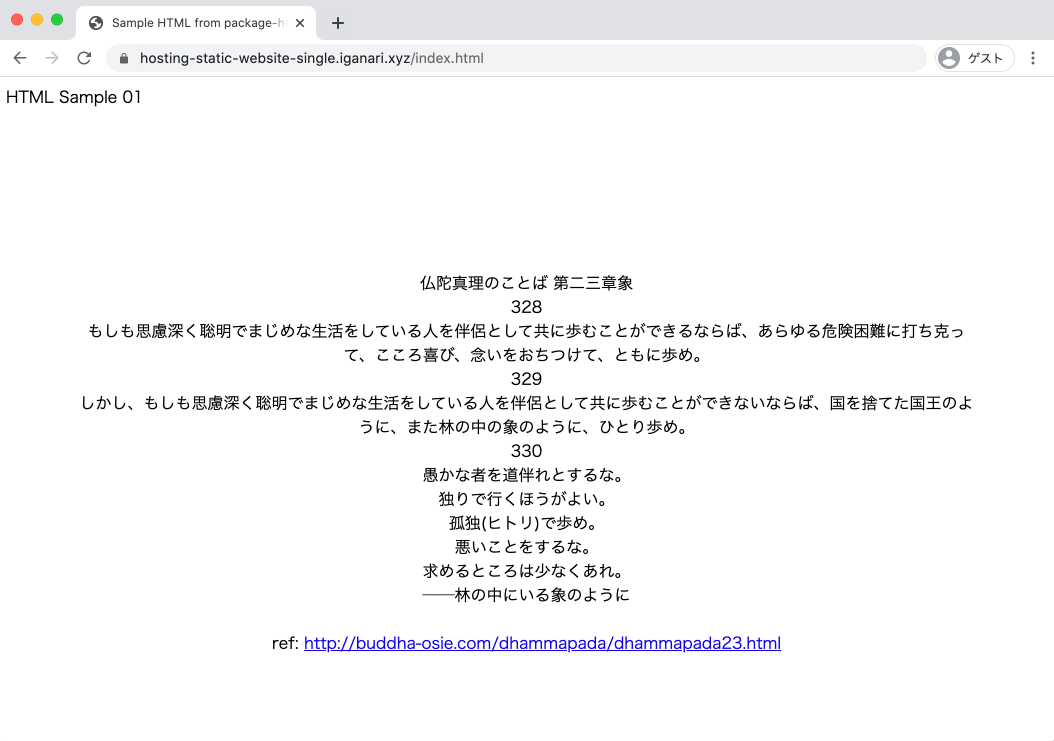 Sample HTML from package-h
hosting-static-website-single.iganari.xyz/index.html
ゲスト
HTML Sample 01
仏陀真理のことば 第二三章象
328
もしも思慮深く聡明でまじめな生活をしている人を伴侶として共に歩むことができるならば、あらゆる危険困難に打ち克っ
て、こころ喜び、念いをおちつけて、ともに歩め。
329
しかし、もしも思慮深く聡明でまじめな生活をしている人を伴侶として共に歩むことができないならば、国を捨てた国王のよ
うに、また林の中の象のように、ひとり歩め。
330
愚かな者を道伴れとするな。
独りで行くほうがよい。
孤独(ヒトリ)で歩め。
悪いことをするな。
求めるところは少なくあれ。
──林の中にいる象のように
ref: http://buddha-osie.com/dhammapada/dhammapada23.html